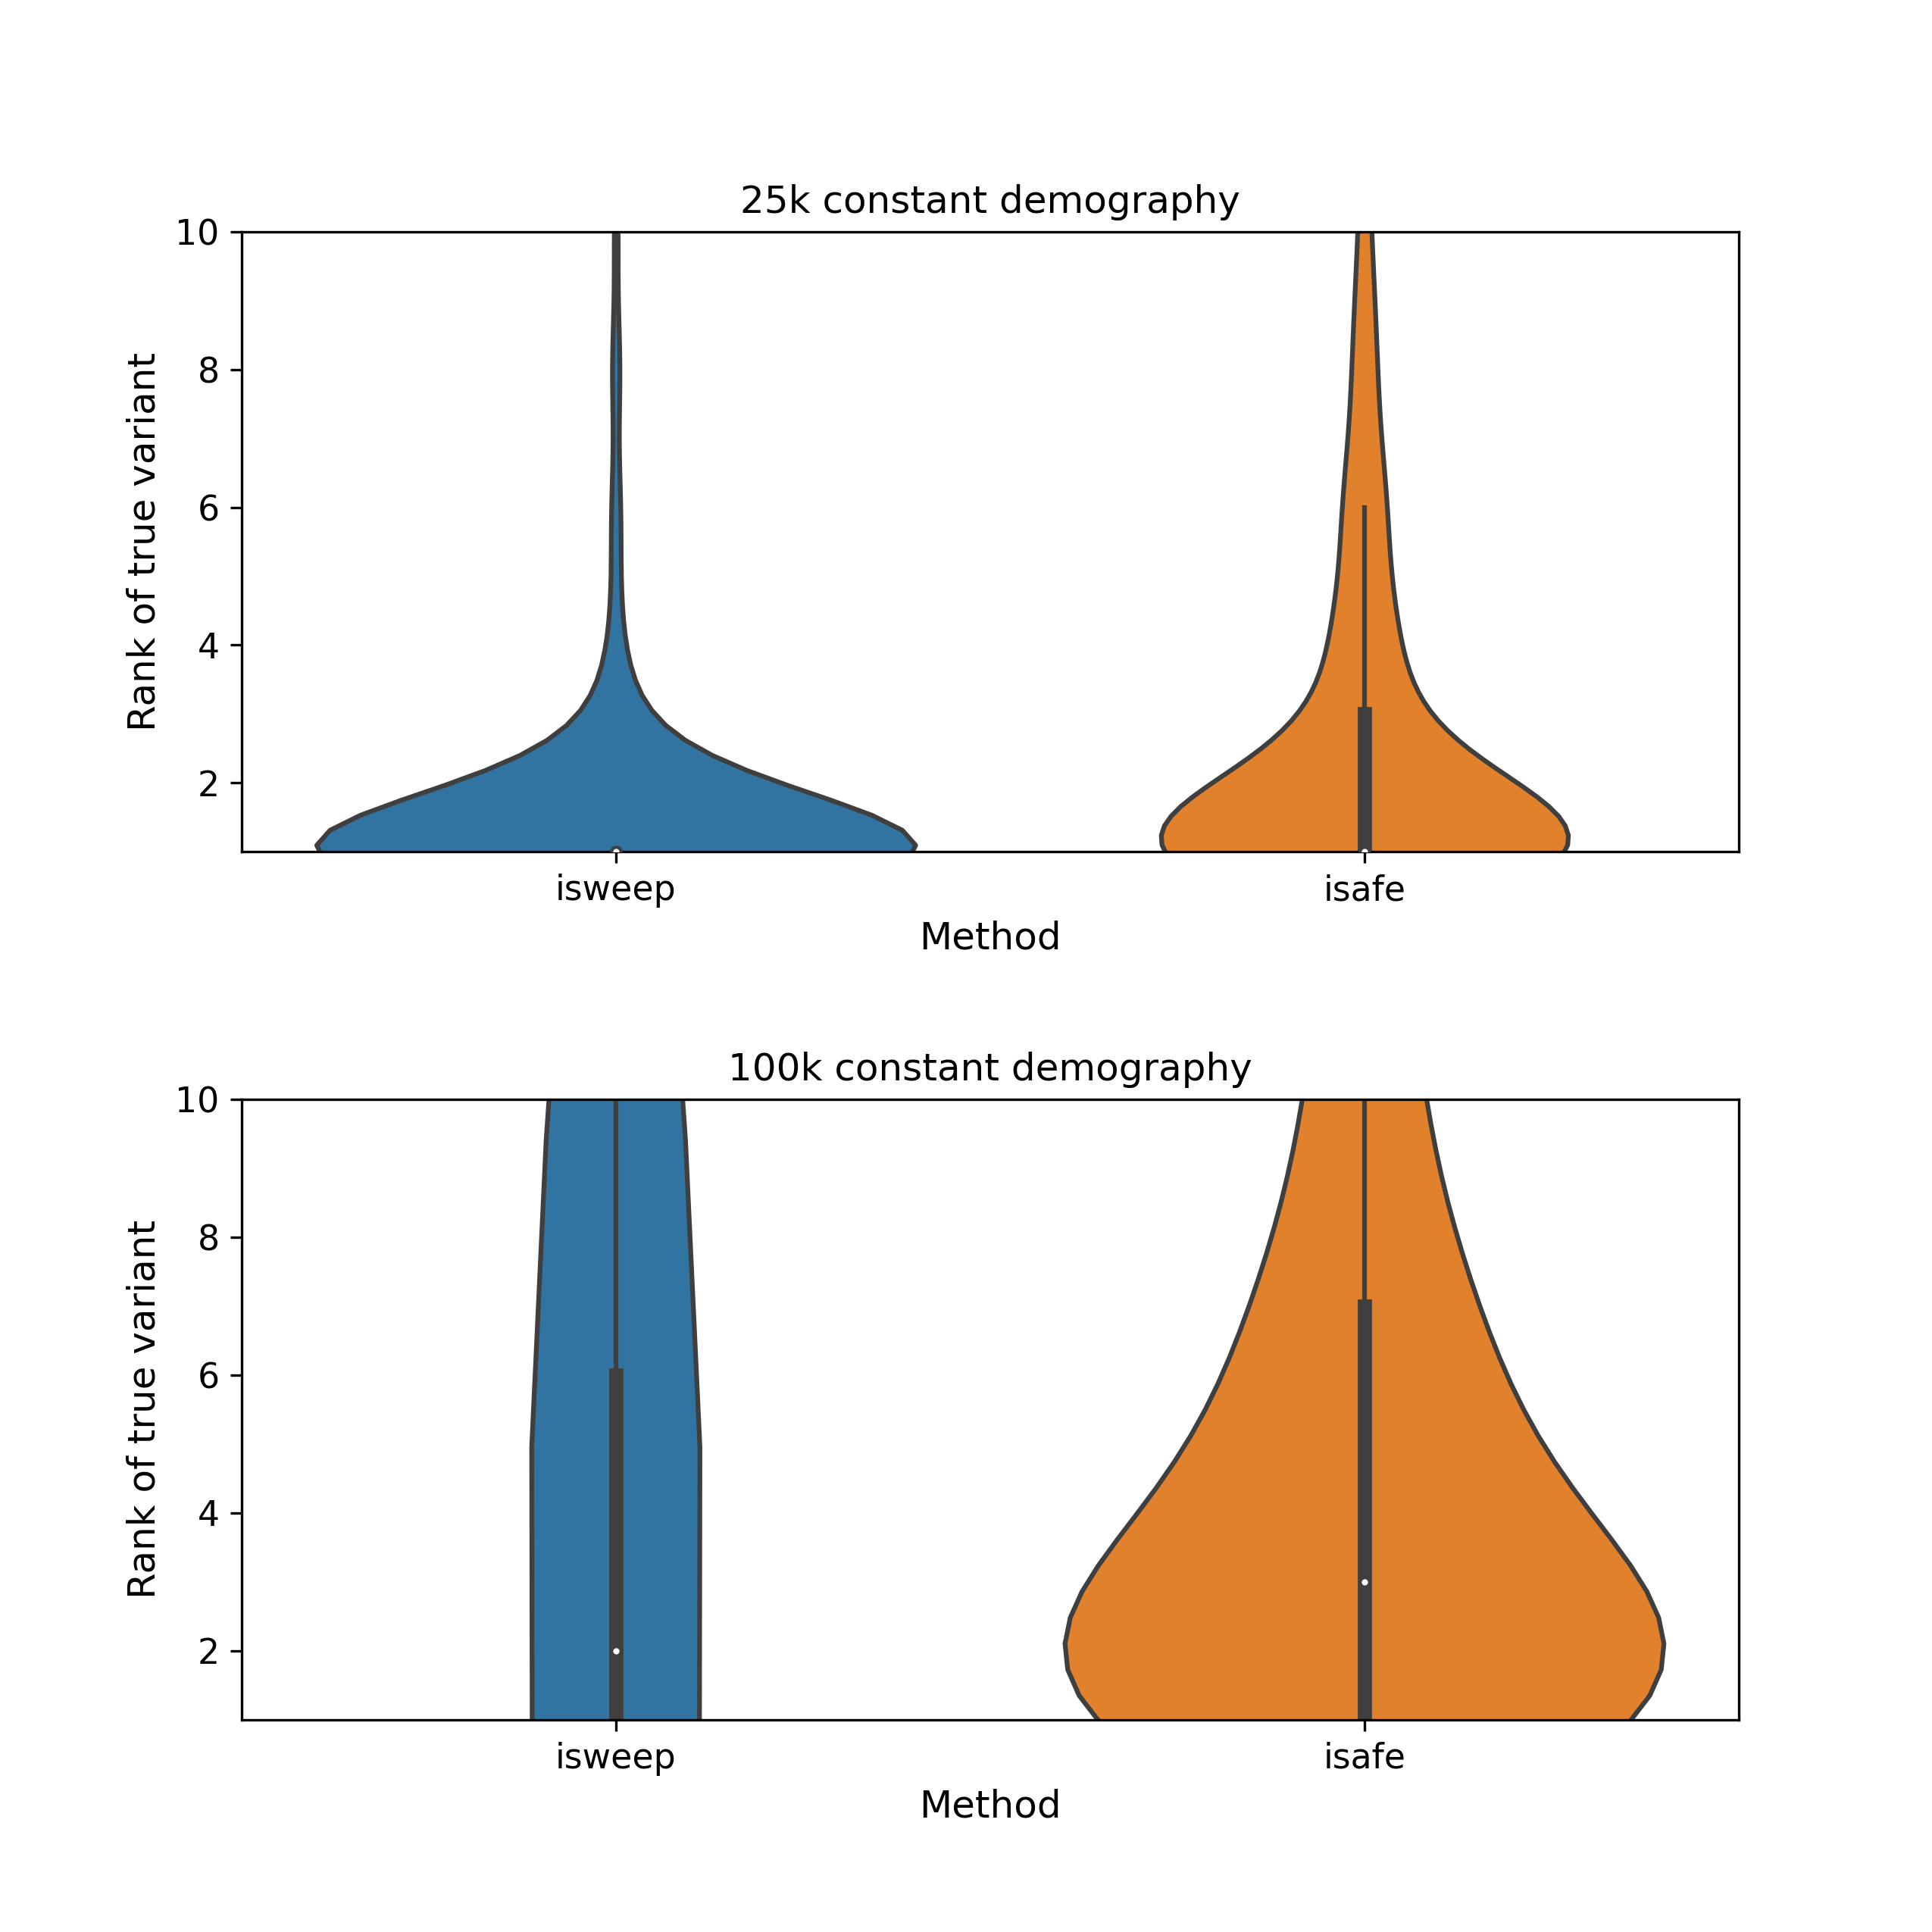 25k constant demography
10
8
6
4
2
Rank of true variant
isweep
isafe
Method
100k constant demography
10
8
6
4
2
Rank of true variant
isweep
isafe
Method